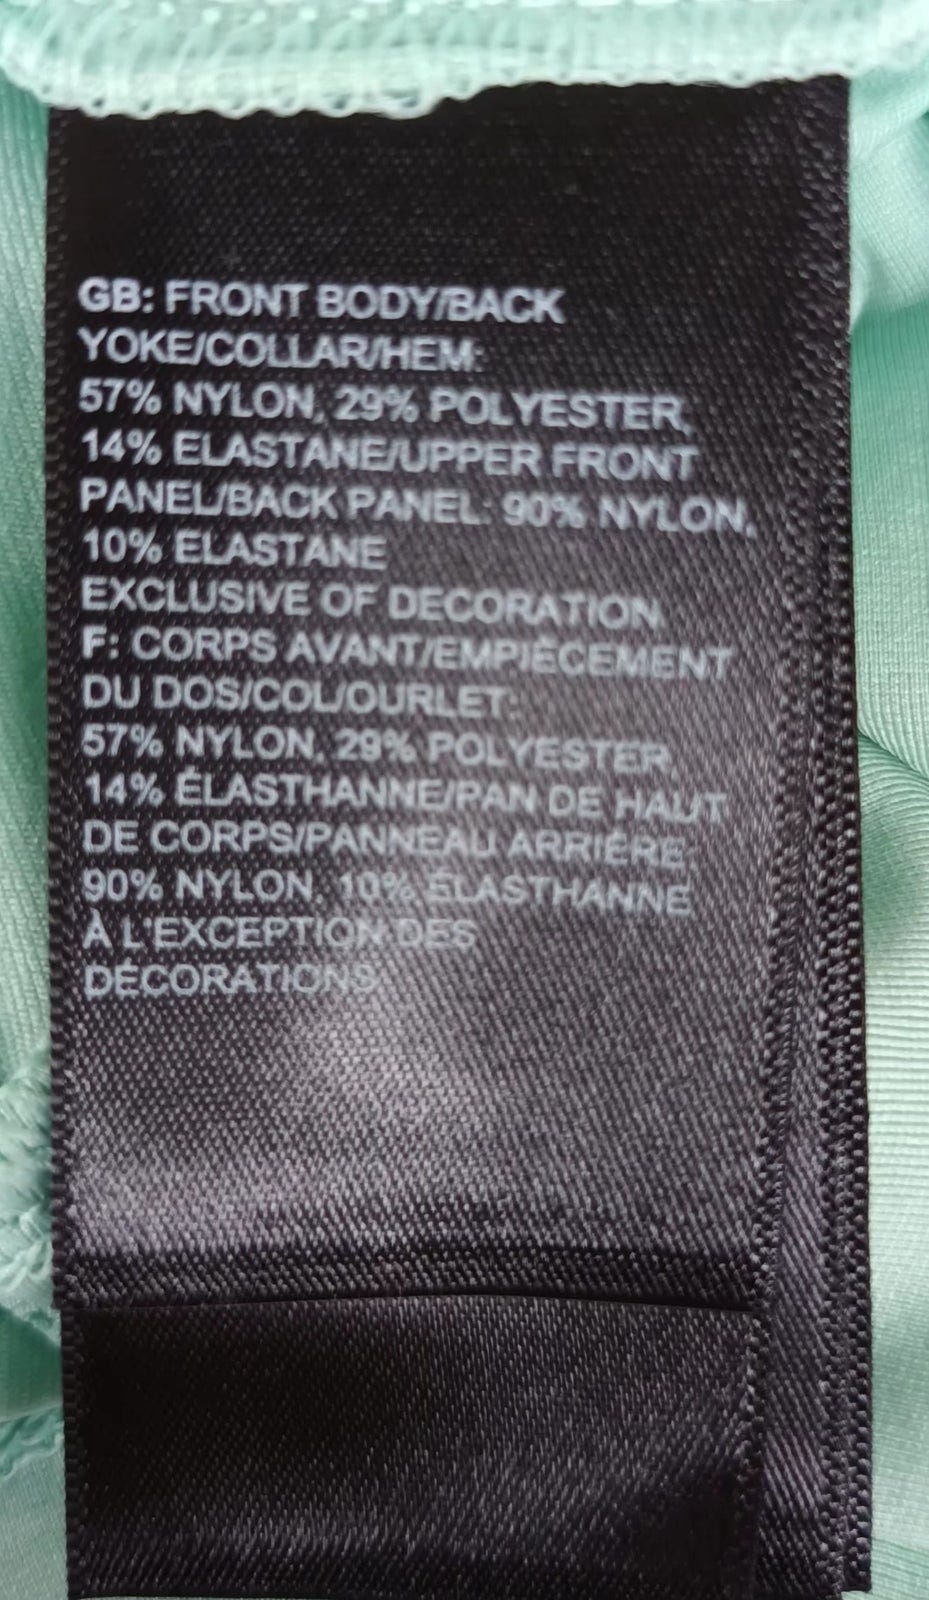 GB: FRONT BODY/BACK
YOKE/COLLAR/HEM:
57% NYLON, 29% POLYESTER,
14% ELASTANE/UPPER FRONT
PANEL/BACK PANEL: 90% NYLON,
10% ELASTANE
EXCLUSIVE OF DECORATION
F: CORPS AVANT/EMPIÈCEMENT
DU DOS/COL/OURLET:
57% NYLON, 29% POLYESTER,
14% ÉLASTHANNE/PAN DE HAUT
DE CORPS/PANNEAU ARRIÈRE:
90% NYLON, 10% ÉLASTHANNE
À L'EXCEPTION DES
DÉCORATIONS